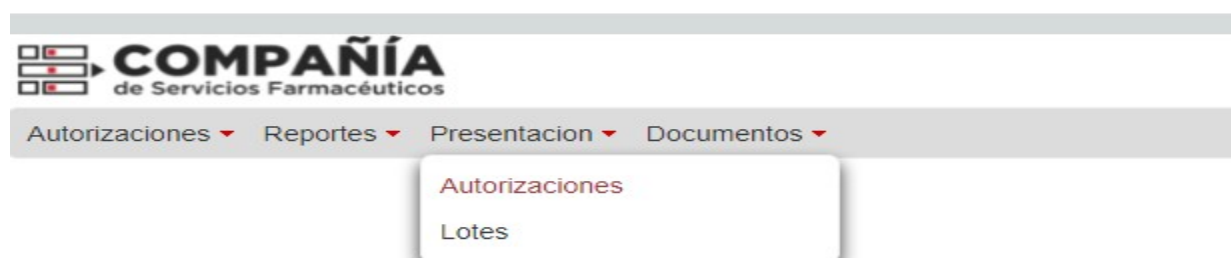 COMPAÑÍA
de Servicios Farmacéuticos
Autorizaciones Reportes Presentacion Documentos
Autorizaciones
Lotes